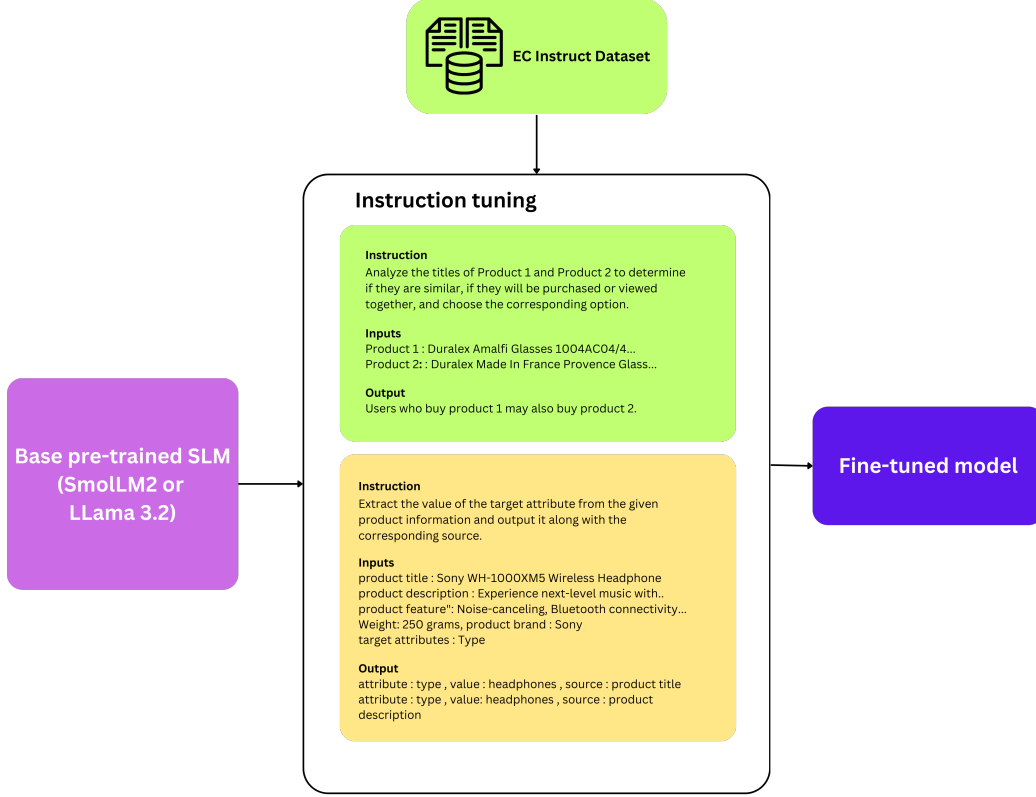 EC Instruct Dataset
Instruction tuning
Instruction
Analyze the titles of Product 1 and Product 2 to determine
if they are similar, if they will be purchased or viewed
together, and choose the corresponding option.
Inputs
Product 1 : Duralex Amalfi Glasses 1004AC04/4...
Product 2: : Duralex Made In France Provence Glass...
Output
Users who buy product 1 may also buy product 2.
Base pre-trained SLM
(SmolLM2 or
LLama 3.2)
Instruction
Extract the value of the target attribute from the given
product information and output it along with the
corresponding source.
Inputs
product title : Sony WH-1000XM5 Wireless Headphone
product description : Experience next-level music with..
product feature": Noise-canceling, Bluetooth connectivity...
Weight: 250 grams, product brand : Sony
target attributes : Type
Output
attribute : type , value : headphones , source : product title
attribute : type , value: headphones , source : product
description
Fine-tuned model